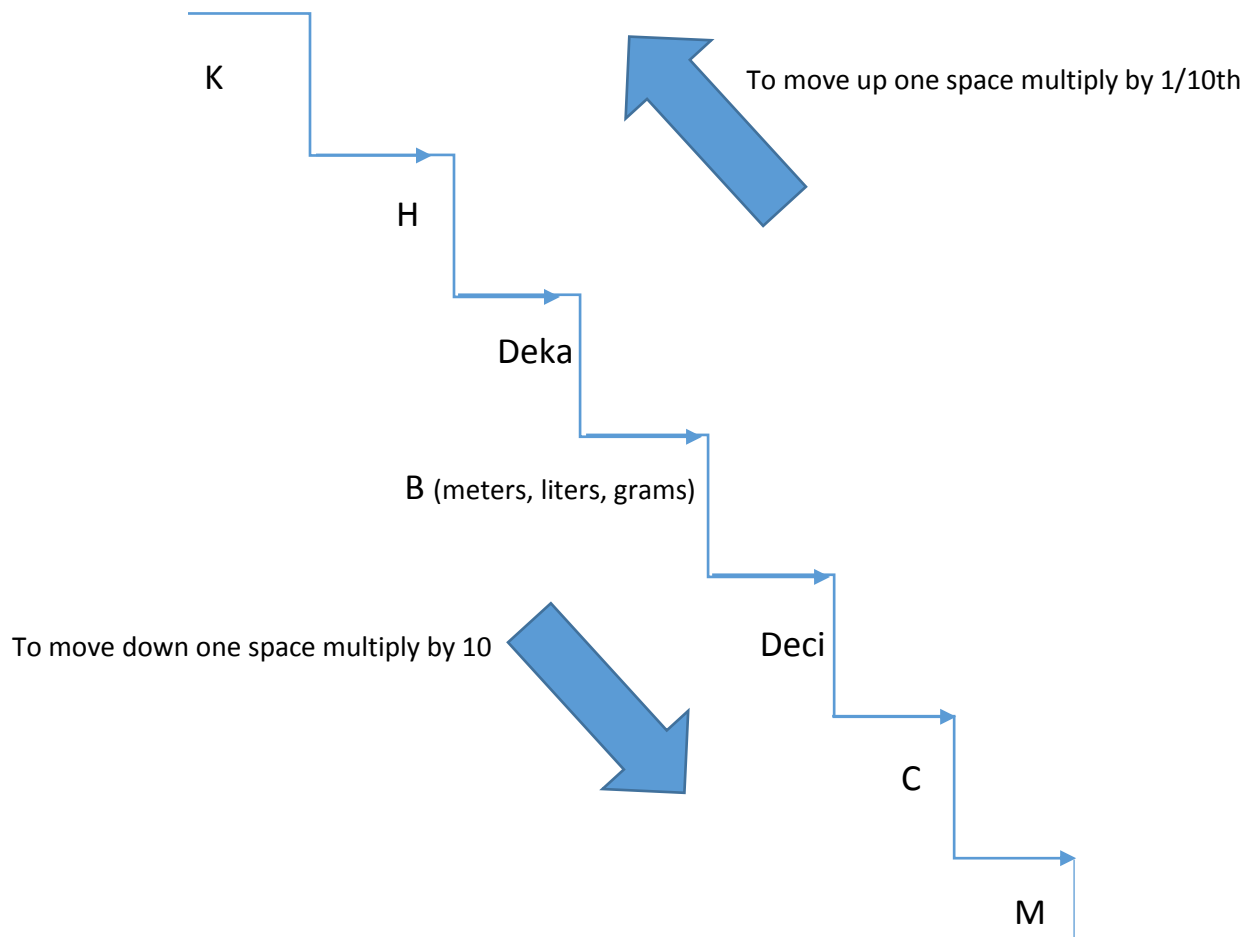 K
To move up one space multiply by 1/10th
H
Deka
B (meters, liters, grams)
To move down one space multiply by 10
Deci
C
M